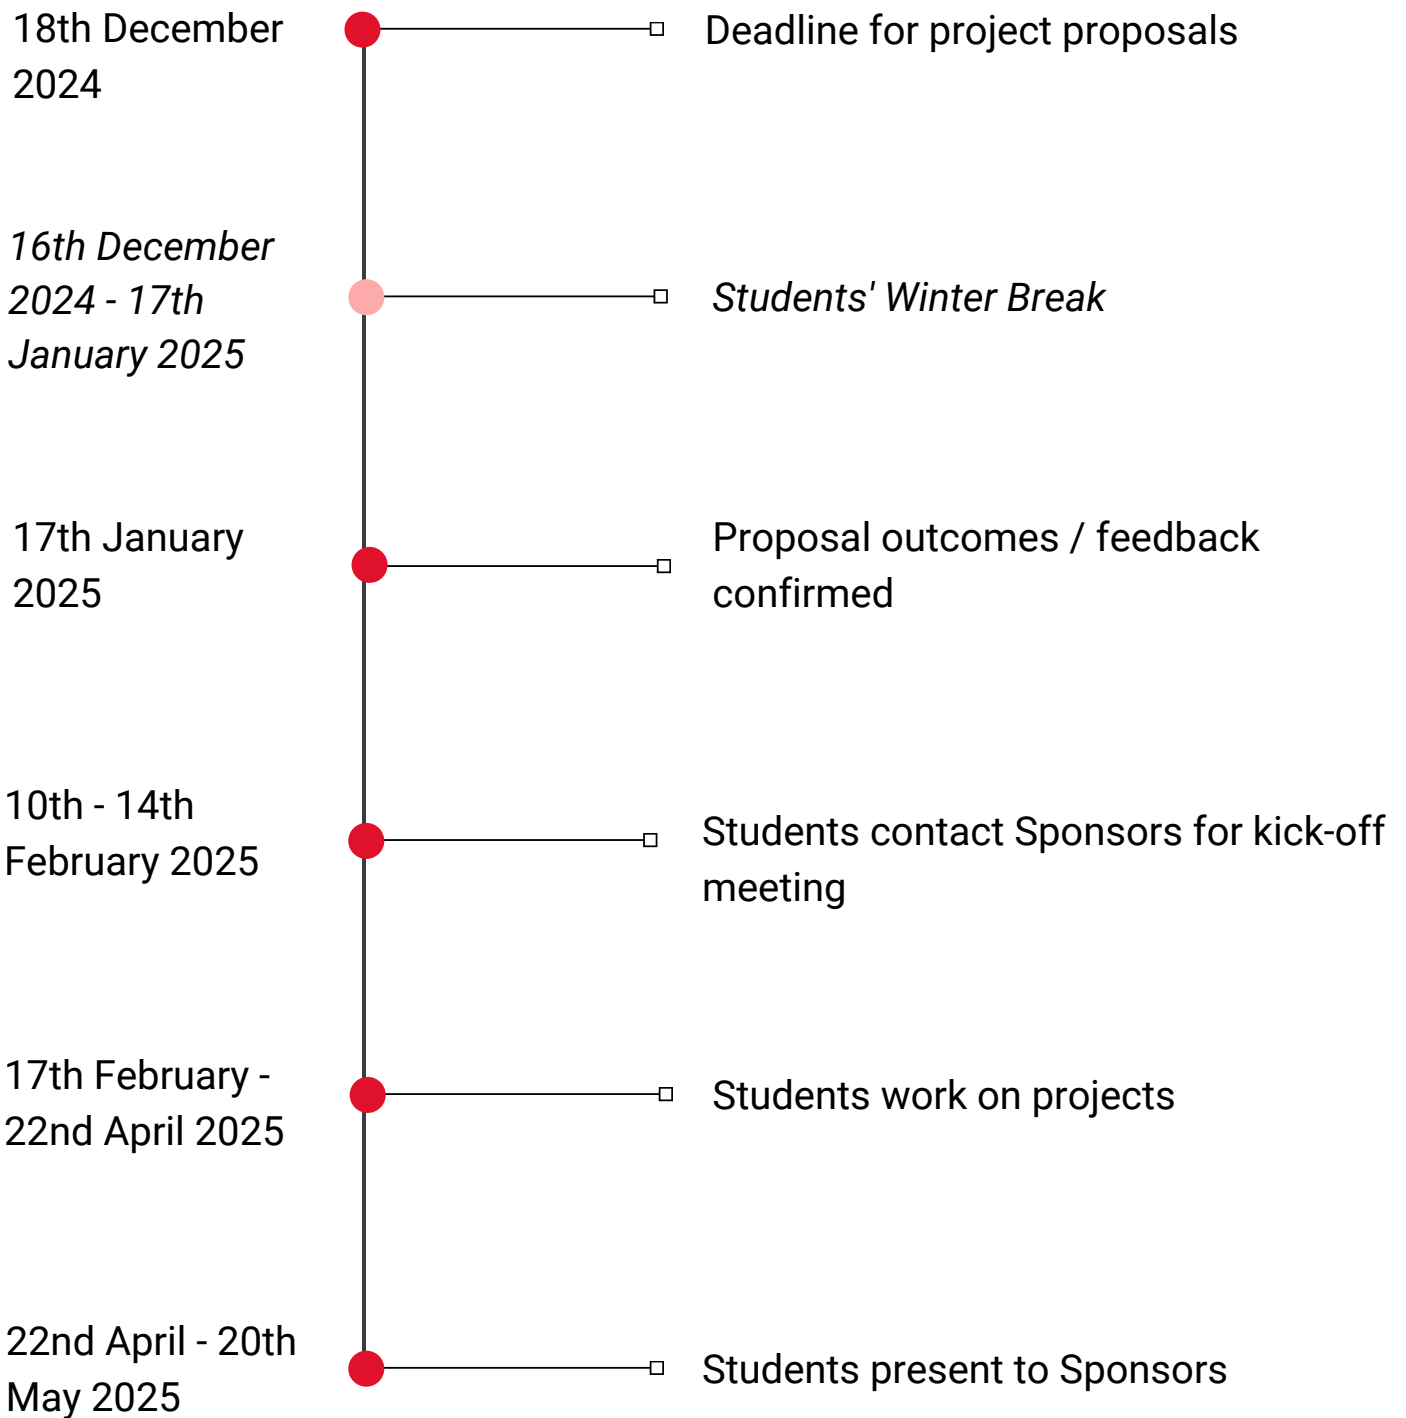 18th December
2024
Deadline for project proposals
16th December
2024 - 17th
January 2025
Students' Winter Break
17th January
2025
Proposal outcomes / feedback
confirmed
10th - 14th
February 2025
Students contact Sponsors for kick-off
meeting
17th February -
22nd April 2025
Students work on projects
22nd April - 20th
May 2025
Students present to Sponsors